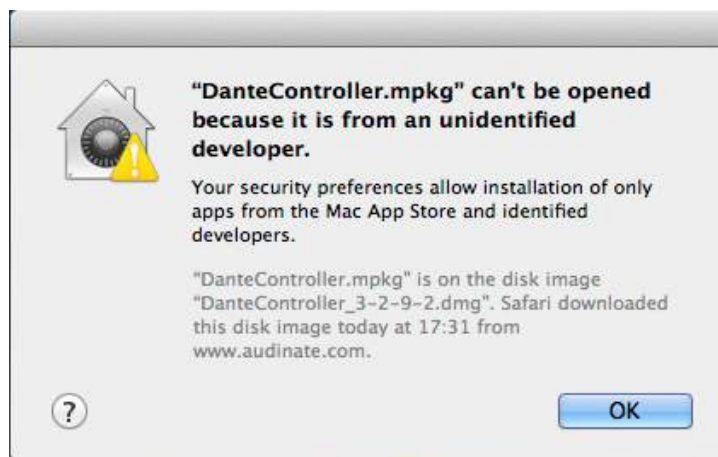 “DanteController.mpkg” can't be opened
because it is from an unidentified
developer.
Your security preferences allow installation of only
apps from the Mac App Store and identified
developers.
“DanteController.mpkg” is on the disk image
“DanteController_3-2-9-2.dmg”. Safari downloaded
this disk image today at 17:31 from
www.audinate.com.
?
OK